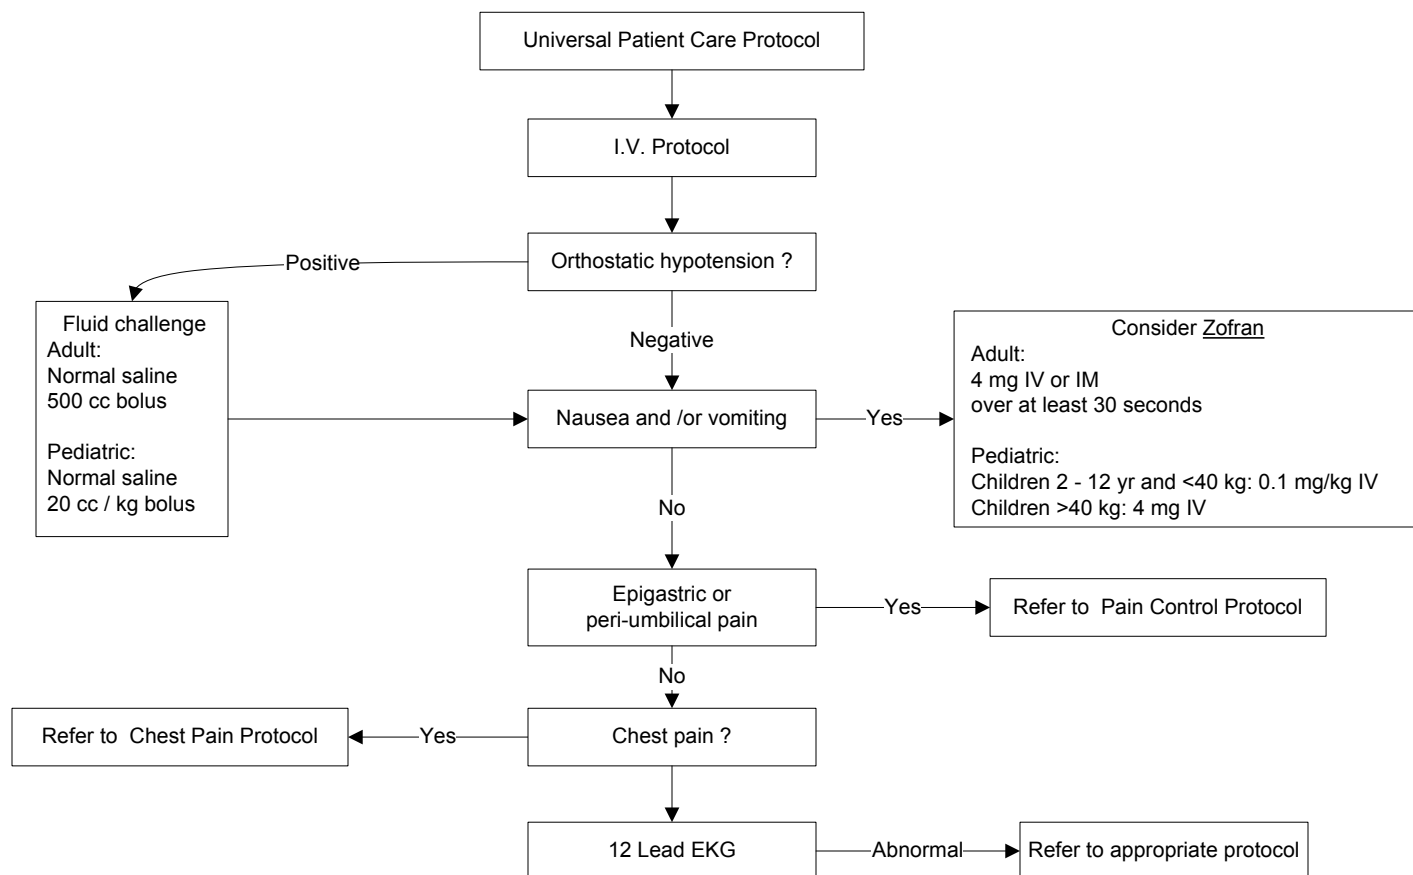 Universal Patient Care Protocol
I.V. Protocol
Orthostatic hypotension ?
Positive
Fluid challenge
Adult:
Normal saline
500 cc bolus
Pediatric:
Normal saline
20 cc / kg bolus
Negative
Nausea and /or vomiting
Yes
Consider Zofran
Adult:
4 mg IV or IM
over at least 30 seconds
Pediatric:
Children 2 - 12 yr and <40 kg: 0.1 mg/kg IV
Children >40 kg: 4 mg IV
No
Epigastric or
peri-umbilical pain
Yes
Refer to  Pain Control Protocol
No
Chest pain ?
Yes
Refer to  Chest Pain Protocol
12 Lead EKG
Abnormal
Refer to appropriate protocol